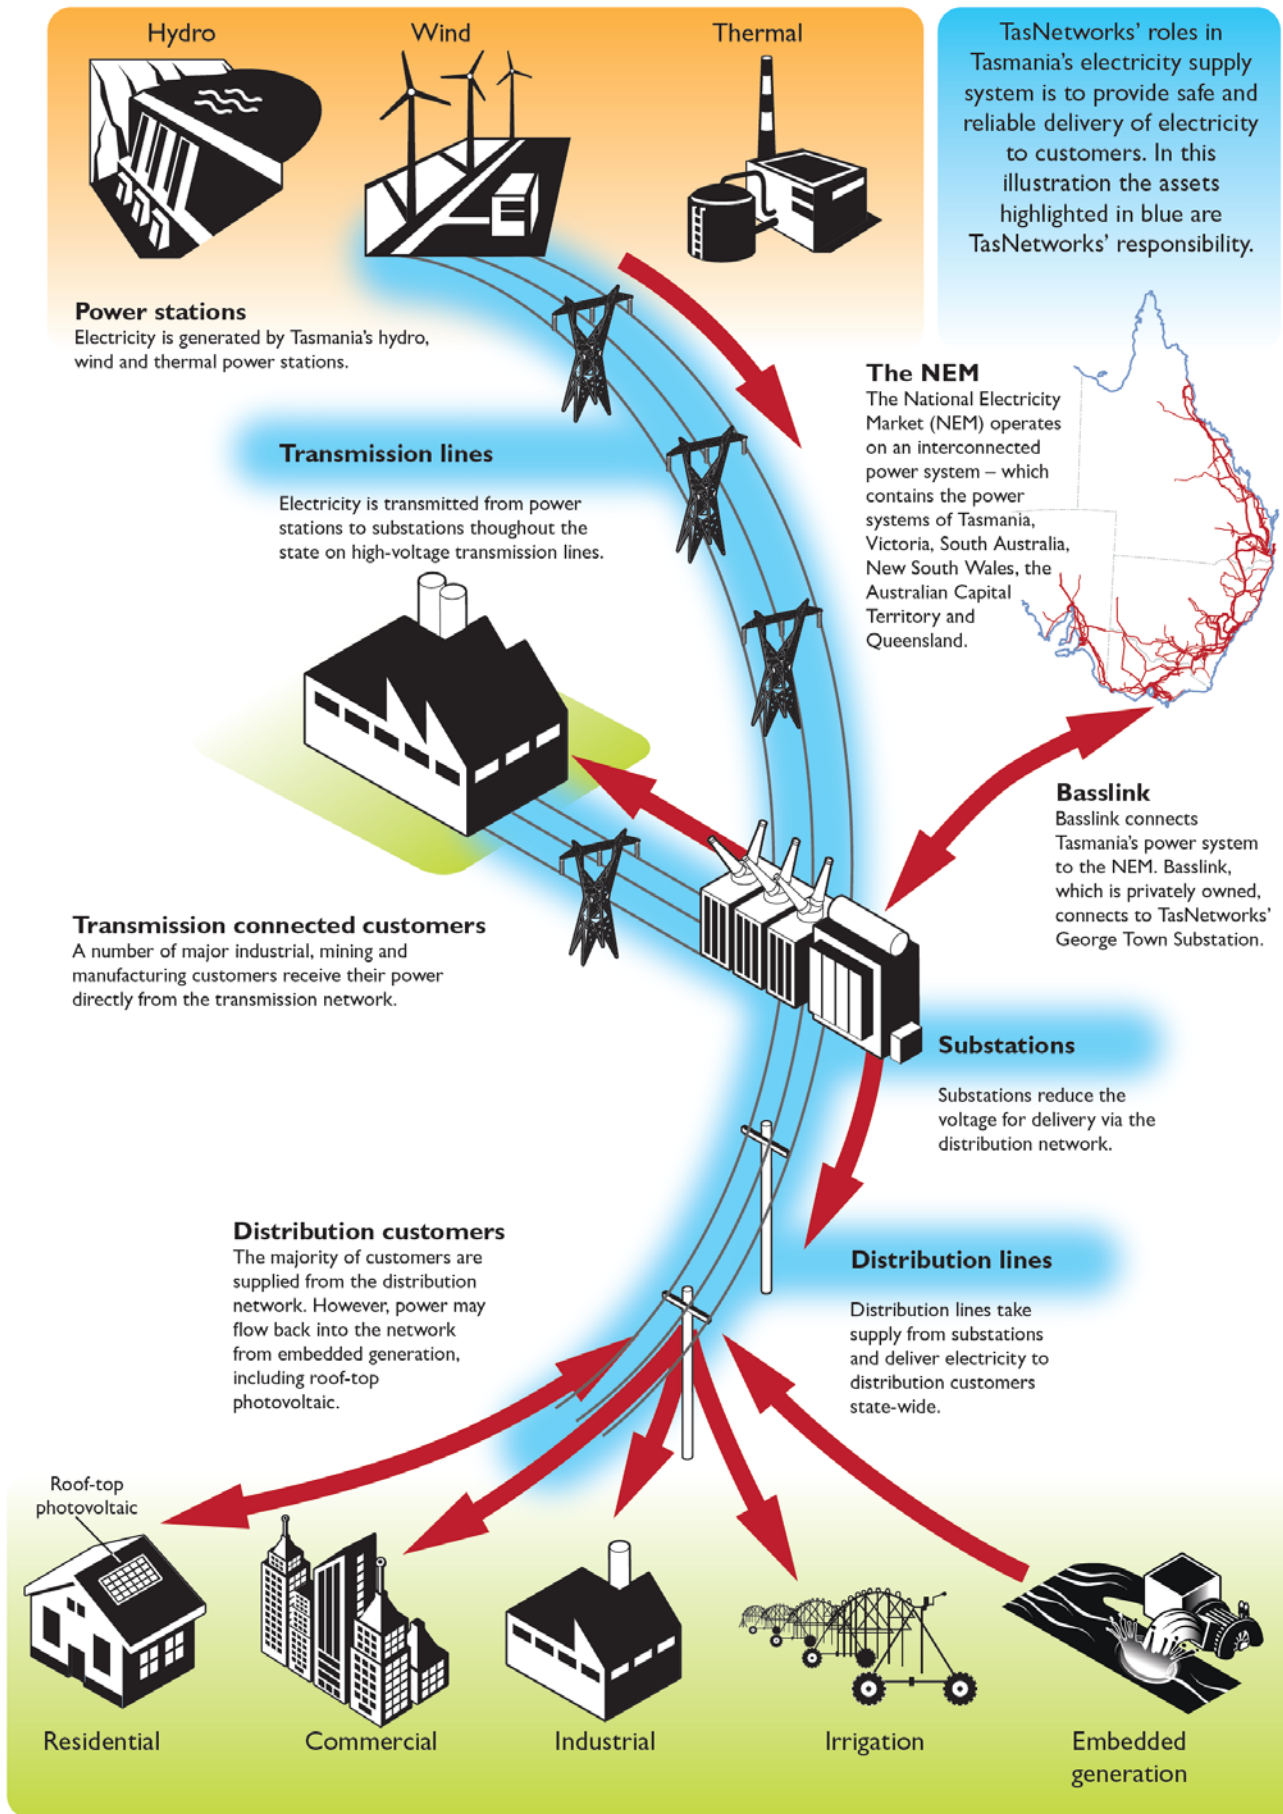 Hydro
Wind
Thermal
TasNetworks’ roles in
Tasmania’s electricity supply
system is to provide safe and
reliable delivery of electricity
to customers. In this
illustration the assets
highlighted in blue are
TasNetworks’ responsibility.
Power stations
Electricity is generated by Tasmania’s hydro,
wind and thermal power stations.
The NEM
The National Electricity
Market (NEM) operates
on an interconnected
power system – which
contains the power
systems of Tasmania,
Victoria, South Australia,
New South Wales, the
Australian Capital
Territory and
Queensland.
Transmission lines
Electricity is transmitted from power
stations to substations thoughout the
state on high-voltage transmission lines.
Basslink
Basslink connects
Tasmania’s power system
to the NEM. Basslink,
which is privately owned,
connects to TasNetworks’
George Town Substation.
Transmission connected customers
A number of major industrial, mining and
manufacturing customers receive their power
directly from the transmission network.
Substations
Substations reduce the
voltage for delivery via the
distribution network.
Distribution customers
The majority of customers are
supplied from the distribution
network. However, power may
flow back into the network
from embedded generation,
including roof-top
photovoltaic.
Distribution lines
Distribution lines take
supply from substations
and deliver electricity to
distribution customers
state-wide.
Roof-top
photovoltaic
Residential
Commercial
Industrial
Irrigation
Embedded
generation